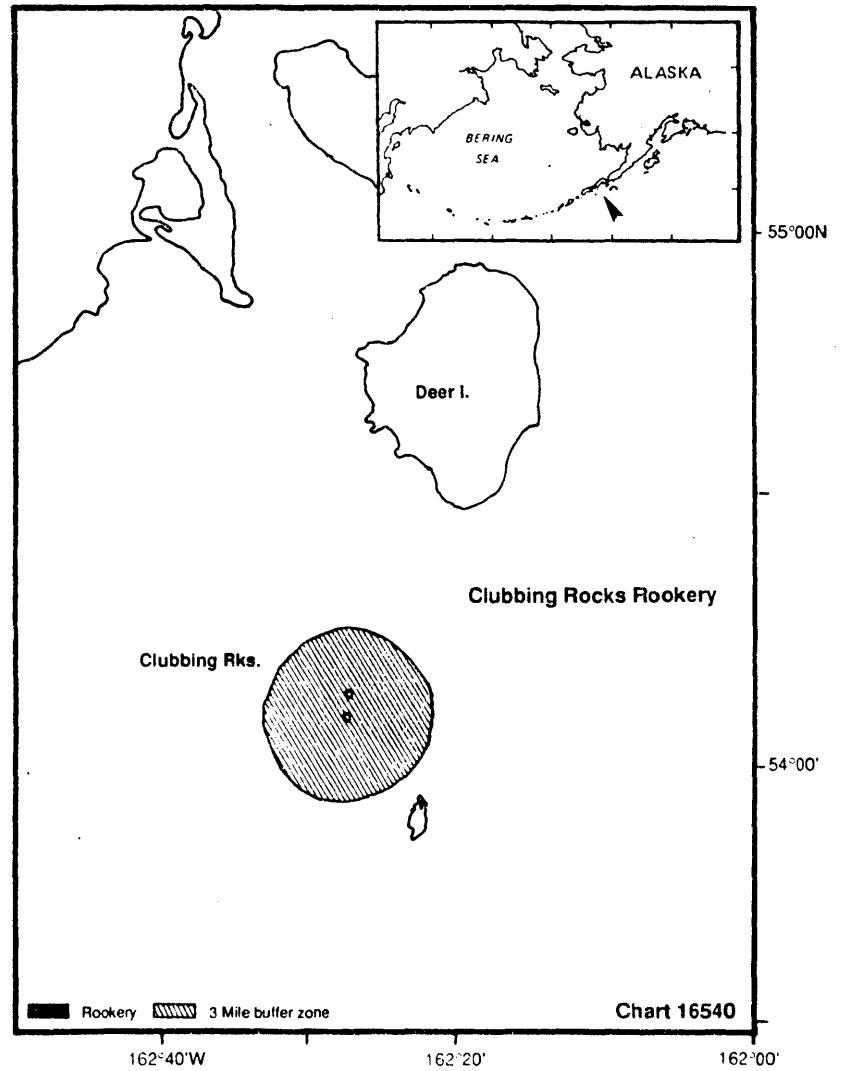 ALASKA
BERING
SEA
55°00N
Deer I.
Clubbing Rocks Rookery
Clubbing Rks.
54°00'
Rookery 3 Mile buffer zone Chart 16540
162°40'W 162°20' 162°00'